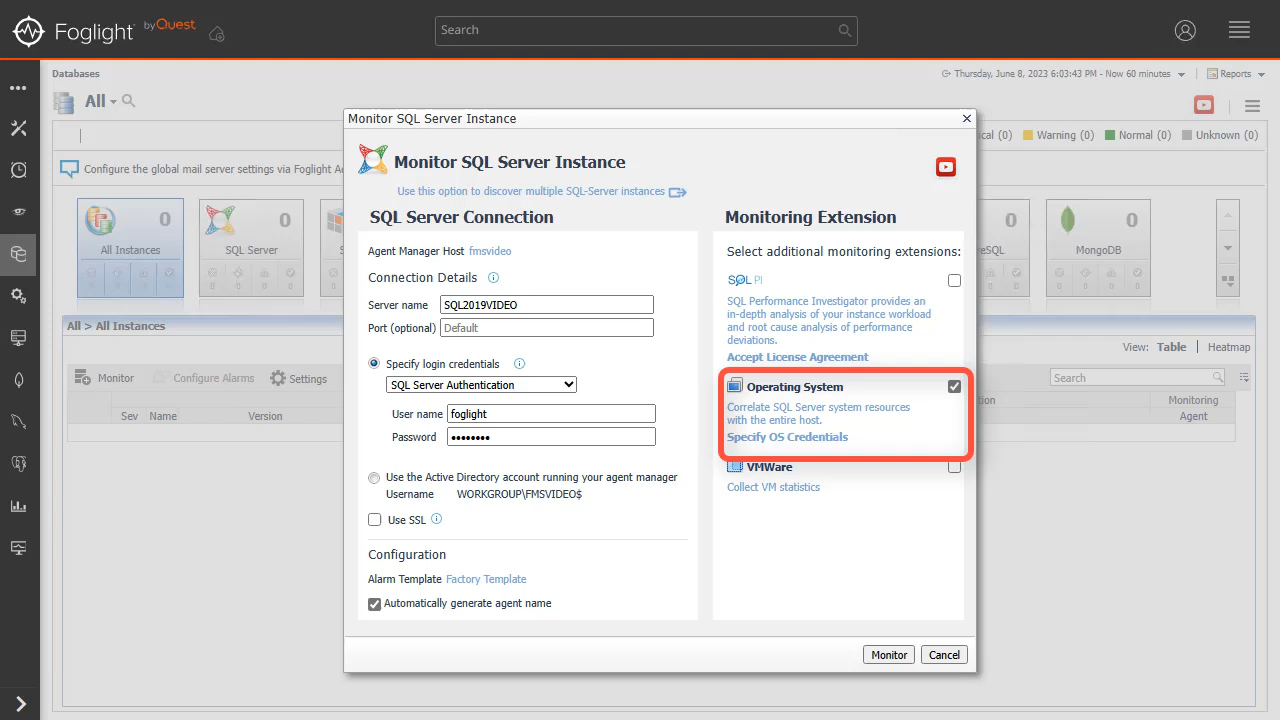 Foglight by Quest
Search
Databases
Thursday, June 8, 2023 6:03:43 PM - Now 60 minutes
Reports
All
Warning (0)
Normal (0)
Unknown (0)
Configure the global mail server settings via Foglight
0
All Instances
0
SQL Server
0
0
MongoDB
All > All Instances
View: Table | Heatmap
Monitor
Configure Alarms
Settings
Search
Sev
Name
Version
Monitoring
Agent
Monitor SQL Server Instance
Monitor SQL Server Instance
Use this option to discover multiple SQL-Server instances
SQL Server Connection
Agent Manager Host fmsvideo
Connection Details
Server name SQL2019VIDEO
Port (optional) Default
Specify login credentials
SQL Server Authentication
User name foglight
Password ••••••••
Use the Active Directory account running your agent manager
Username WORKGROUP\FMSVIDEO$
Use SSL
Configuration
Alarm Template Factory Template
Automatically generate agent name
Monitoring Extension
Select additional monitoring extensions:
SQL PI
SQL Performance Investigator provides an
in-depth analysis of your instance workload
and root cause analysis of performance
deviations.
Accept License Agreement
Operating System
Correlate SQL Server system resources
with the entire host.
Specify OS Credentials
VMWare
Collect VM statistics
Monitor
Cancel